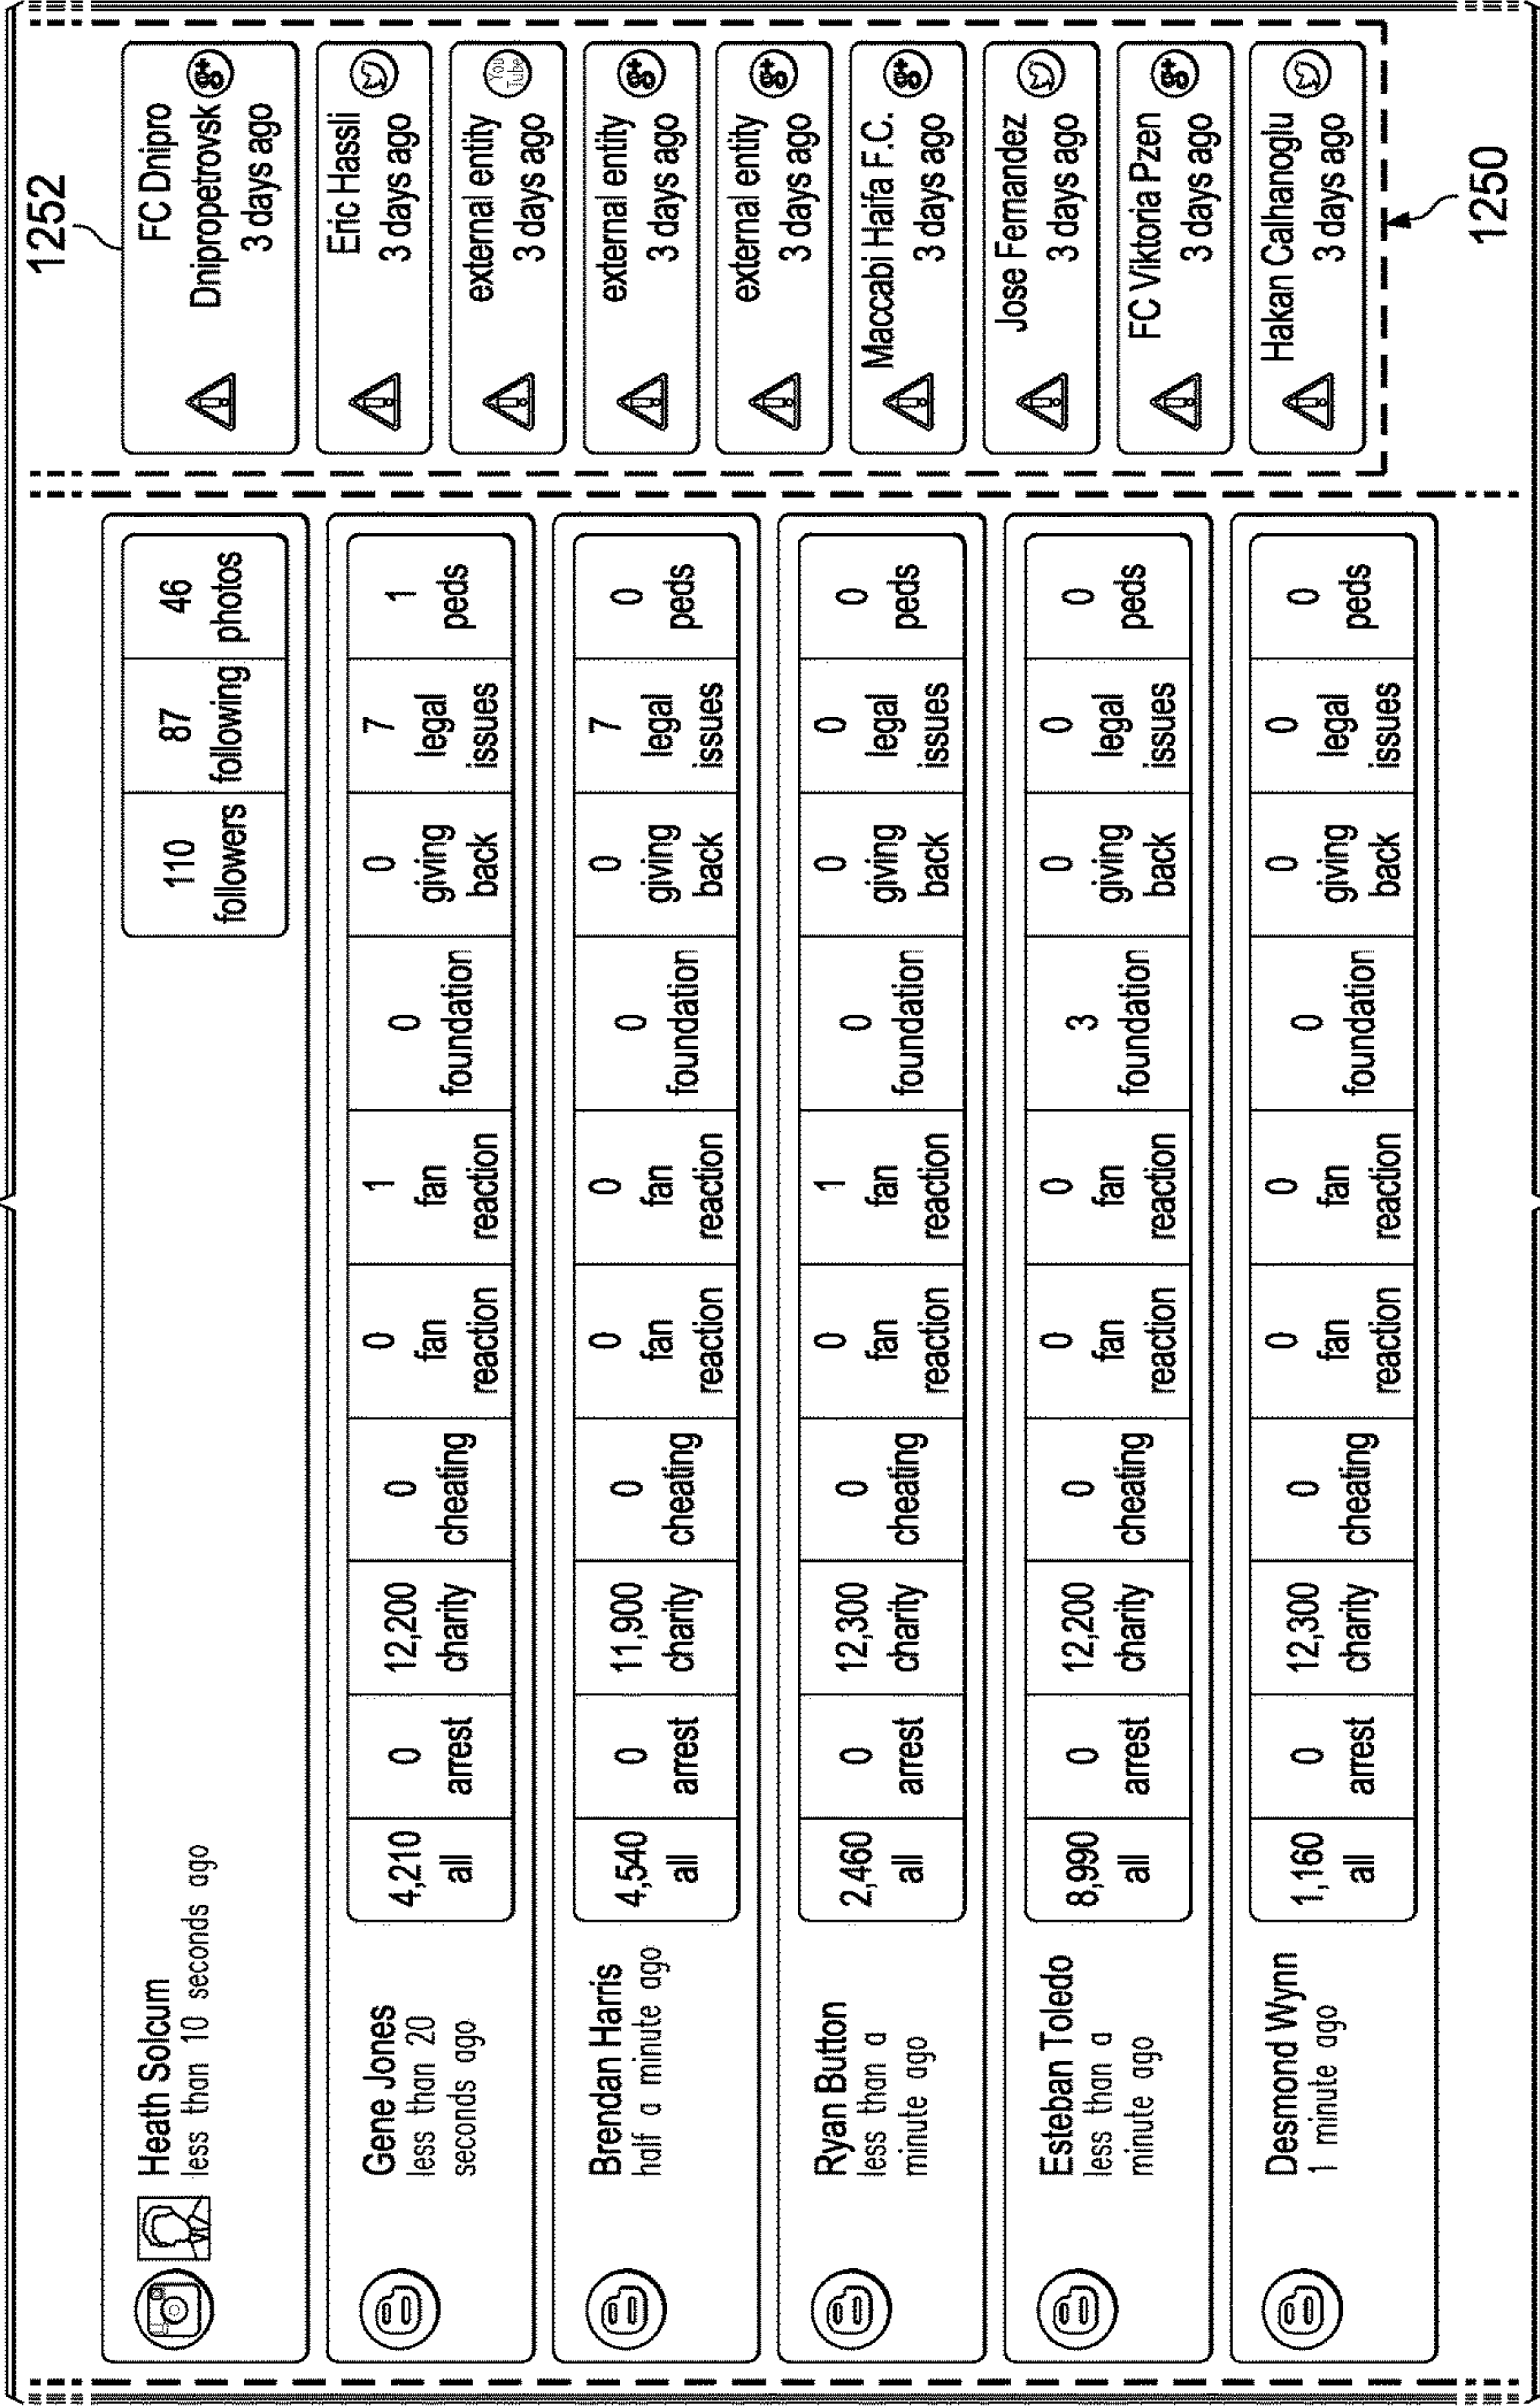 Heath Solcum
less than 10 seconds ago
110
followers
87
following
46
photos
Gene Jones
less than 20
seconds ago
4,210
all
0
arrest
12,200
charity
0
cheating
0
fan
reaction
1
fan
reaction
0
foundation
0
giving
back
7
legal
issues
1
peds
Brendan Harris
half a minute ago
4,540
all
0
arrest
11,900
charity
0
cheating
0
fan
reaction
0
fan
reaction
0
foundation
0
giving
back
7
legal
issues
0
peds
Ryan Button
less than a
minute ago
2,460
all
0
arrest
12,300
charity
0
cheating
0
fan
reaction
1
fan
reaction
0
foundation
0
giving
back
0
legal
issues
0
peds
Esteban Toledo
less than a
minute ago
8,990
all
0
arrest
12,200
charity
0
cheating
0
fan
reaction
0
fan
reaction
3
foundation
0
giving
back
0
legal
issues
0
peds
Desmond Wynn
1 minute ago
1,160
all
0
arrest
12,300
charity
0
cheating
0
fan
reaction
0
fan
reaction
0
foundation
0
giving
back
0
legal
issues
0
peds
1252
FC Dnipro
Dnipropetrovsk
3 days ago
g+
Eric Hassli
3 days ago
external entity
3 days ago
You
Tube
external entity
3 days ago
g+
external entity
3 days ago
g+
Maccabi Haifa F.C.
3 days ago
g+
Jose Fernandez
3 days ago
FC Viktoria Pzen
3 days ago
g+
Hakan Calhanoglu
3 days ago
1250